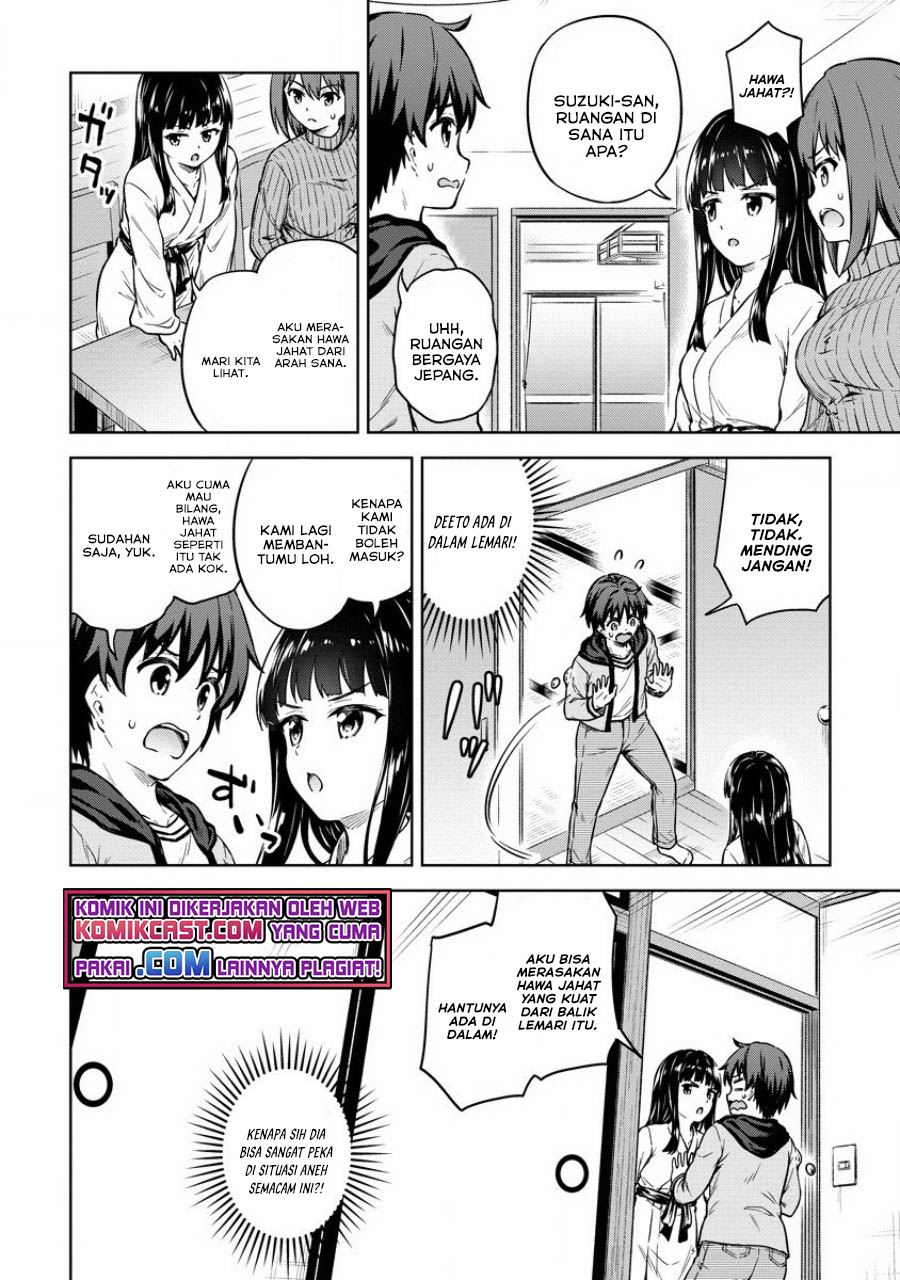 HAWA
JAHAT?!
SUZUKI-SAN,
RUANGAN DI
SANA ITU
APA?
UHH,
RUANGAN
BERGAYA
JEPANG.
ガタッ
AKU MERA-
SAKAN HAWA
JAHAT DARI
ARAH SANA.
MARI KITA
LIHAT.
TIDAK,
TIDAK.
MENDING
JANGAN!
DEETO ADA DI
DALAM LEMARI!
KENAPA
KAMI
TIDAK
BOLEH
MASUK?
KAMI LAGI
MEMBAN-
TUMU LOH.
AKU CUMA
MAU
BILANG,
HAWA
JAHAT
SEPERTI
ITU TAK
ADA KOK.
SUDAHAN
SAJA, YUK.
ずいっ
KOMIK INI DIKERJAKAN OLEH WEB
KOMIKCAST.COM YANG CUMA
PAKAI .COM LAINNYA PLAGIAT!
AKU BISA
MERASAKAN
HAWA JAHAT
YANG KUAT
DARI BALIK
LEMARI ITU.
HANTUNYA
ADA DI
DALAM!
KENAPA SIH DIA
BISA SANGAT PEKA
DI SITUASI ANEH
SEMACAM INI?!